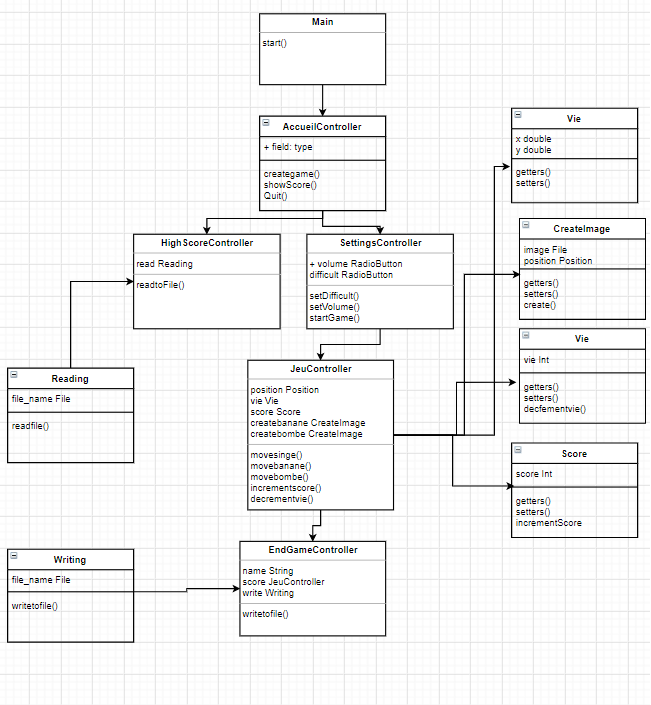 Main
start()
AccueilController
+ field: type
creategame()
showScore()
Quit()
HighScoreController
read Reading
readtoFile()
SettingsController
+ volume RadioButton
difficult RadioButton
setDifficult()
setVolume()
startGame()
Reading
file_name File
readfile()
JeuController
position Position
vie Vie
score Score
createbanane CreateImage
createbombe CreateImage
movesinge()
movebanane()
movebombe()
incrementscore()
decrementvie()
Writing
file_name File
writetofile()
EndGameController
name String
score JeuController
write Writing
writetofile()
Vie
x double
y double
getters()
setters()
CreateImage
image File
position Position
getters()
setters()
create()
Vie
vie Int
getters()
setters()
decfementvie()
Score
score Int
getters()
setters()
incrementScore